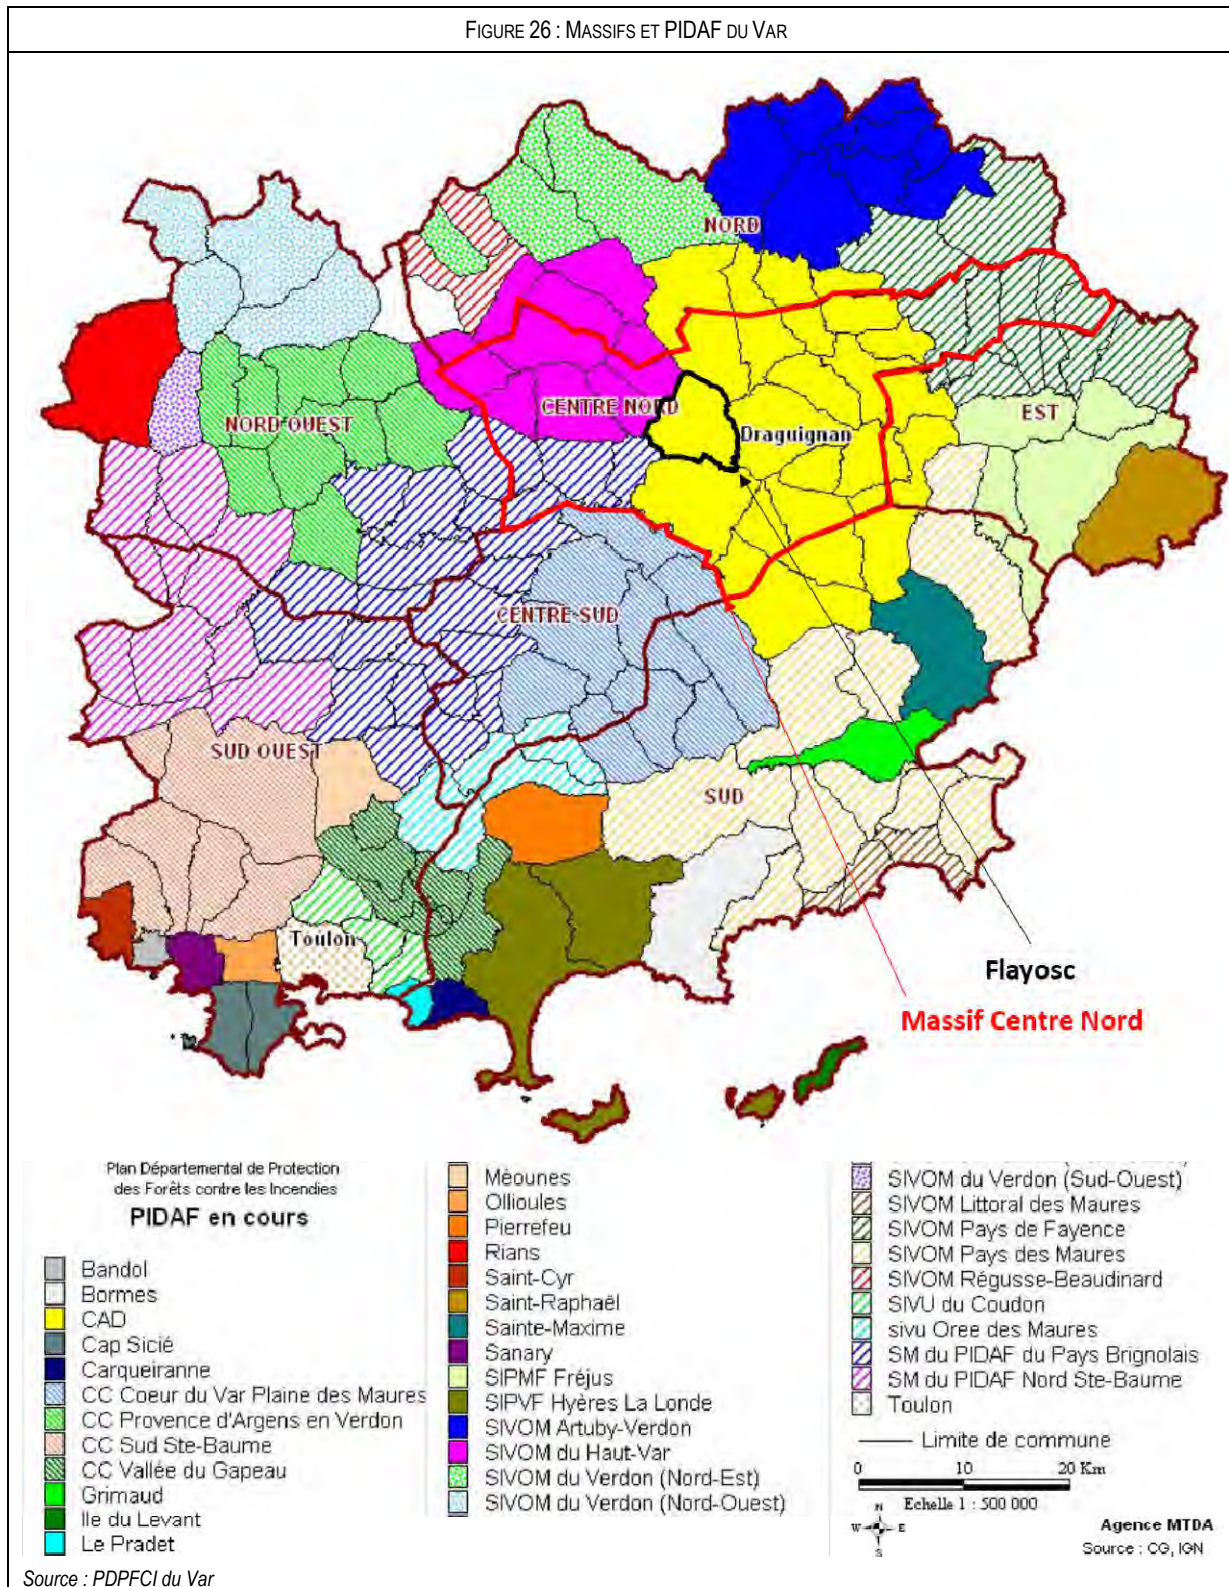 FIGURE 26 : MASSIFS ET PIDAF DU VAR
NORD
NORD OUEST
CENTRE NORD
EST
Draguignan
CENTRE SUD
SUD OUEST
SUD
Toulon
Flayosc
Massif Centre Nord
Plan Départemental de Protection
des Forêts contre les Incendies
PIDAF en cours
Bandol
Bormes
CAD
Cap Sicié
Carqueiranne
CC Coeur du Var Plaine des Maures
CC Provence d'Argens en Verdon
CC Sud Ste-Baume
CC Vallée du Gapeau
Grimaud
Ile du Levant
Le Pradet
Méounes
Ollioules
Pierrefeu
Rians
Saint-Cyr
Saint-Raphaël
Sainte-Maxime
Sanary
SIPMF Fréjus
SIPVF Hyères La Londe
SIVOM Artuby-Verdon
SIVOM du Haut-Var
SIVOM du Verdon (Nord-Est)
SIVOM du Verdon (Nord-Ouest)
SIVOM du Verdon (Sud-Ouest)
SIVOM Littoral des Maures
SIVOM Pays de Fayence
SIVOM Pays des Maures
SIVOM Régusse-Beaudinard
SIVU du Coudon
sivu Oree des Maures
SM du PIDAF du Pays Brignolais
SM du PIDAF Nord Ste-Baume
Toulon
Limite de commune
0 10 20 Km
Echelle 1 : 500 000
N
W E
S
Agence MTDA
Source : CG, IGN
Source : PDPFCI du Var